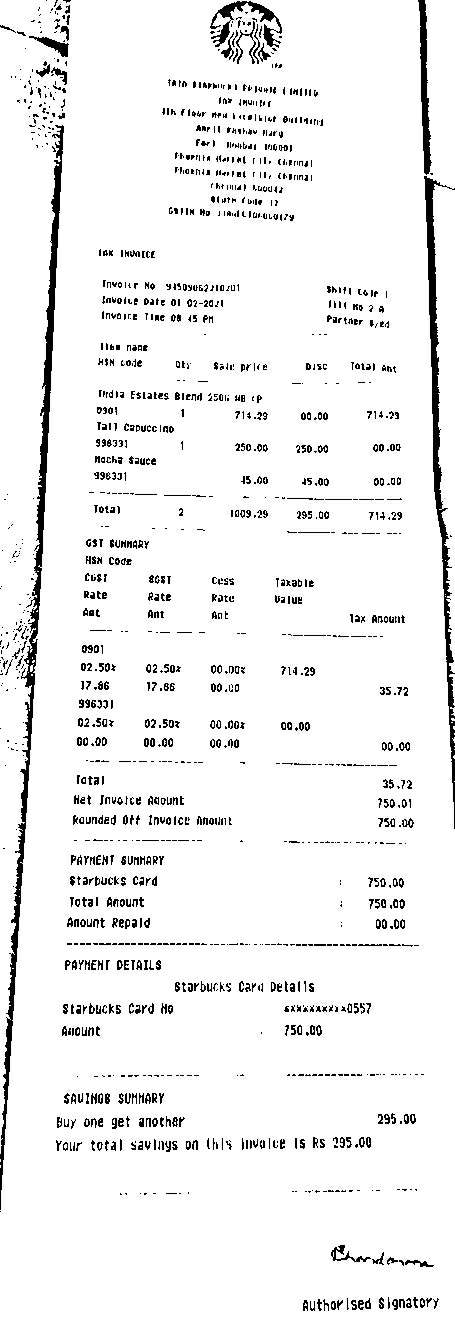 TATA STARBUCKS PRIVATE LIMITED
TAX INVOICE
4th Floor New Excelsior Building
Amrit Keshav Marg
Fort Mumbai 400001
Phoenix Market City Chennai
Phoenix Market City Chennai
Chennai 600042
State Code
GSTIN No
TAX INVOICE
Invoice No
Invoice Date 01-02-2021
Invoice Time 08 45 PM
Shift Code 1
Till No 2 A
Partner
Item name
HSN code Qty Sale price Disc Total Amt
India Estates Blend 250G WB
0901 1 714.29 00.00 714.29
Tall Capuccino
996331 1 250.00 250.00 00.00
Mocha Sauce
996331 45.00 45.00 00.00
Total 2 1009.29 295.00 714.29
GST SUMMARY
HSN Code
CGST SGST Cess Taxable
Rate Rate Rate Value
Amt Amt Amt Tax Amount
0901
02.50% 02.50% 00.00% 714.29
17.86 17.86 00.00 35.72
996331
02.50% 02.50% 00.00% 00.00
00.00 00.00 00.00 00.00
Total 35.72
Net Invoice Amount 750.01
Rounded Off Invoice Amount 750.00
PAYMENT SUMMARY
Starbucks Card : 750.00
Total Amount : 750.00
Amount Repaid : 00.00
PAYMENT DETAILS
Starbucks Card Details
Starbucks Card No xxxxxxxxxxxx0557
Amount : 750.00
SAVINGS SUMMARY
Buy one get another 295.00
Your total savings on this invoice is Rs 295.00
Authorised Signatory